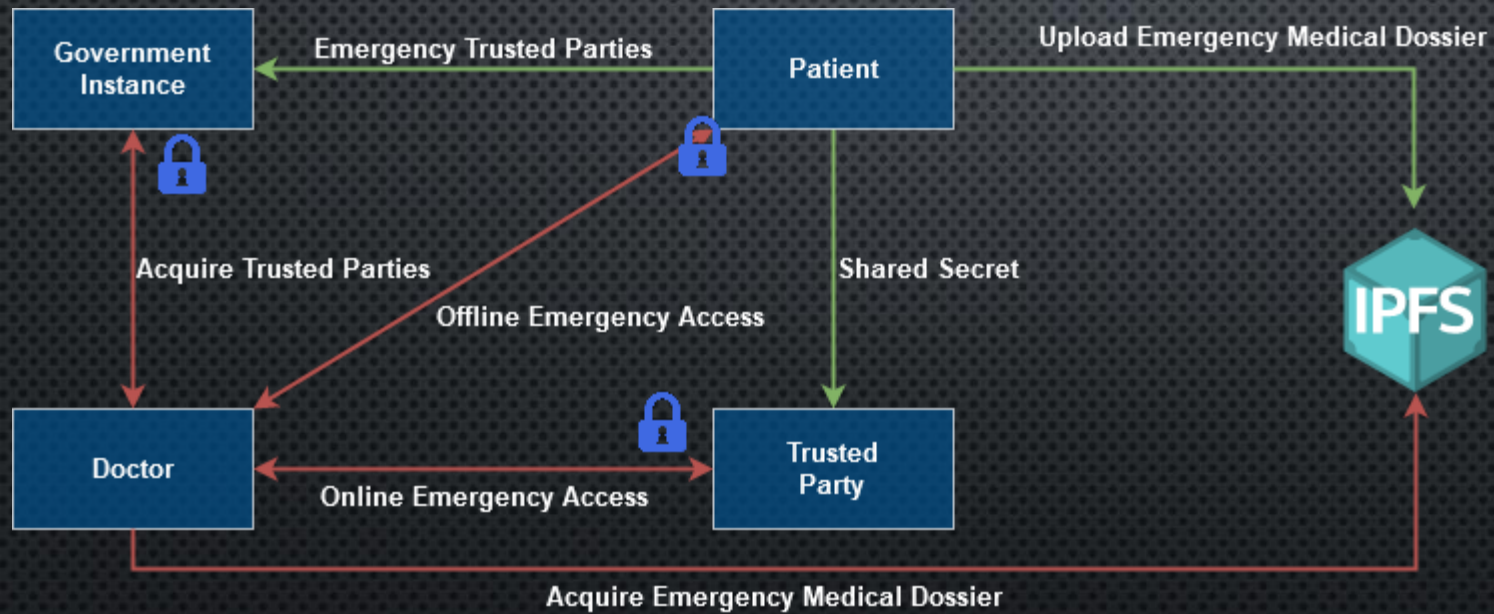 Government
Instance
Emergency Trusted Parties
Patient
Upload Emergency Medical Dossier
Acquire Trusted Parties
Offline Emergency Access
Shared Secret
IPFS
Doctor
Online Emergency Access
Trusted
Party
Acquire Emergency Medical Dossier